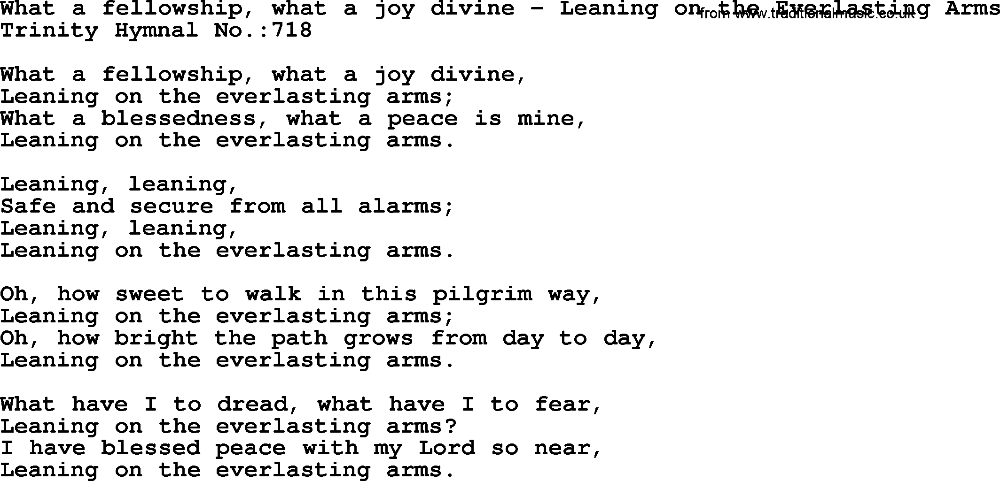 What a fellowship, what a joy divine - Leaning on the Everlasting Arms
from www.traditionalmusic.co.uk
Trinity Hymnal No.:718

What a fellowship, what a joy divine,
Leaning on the everlasting arms;
What a blessedness, what a peace is mine,
Leaning on the everlasting arms.

Leaning, leaning,
Safe and secure from all alarms;
Leaning, leaning,
Leaning on the everlasting arms.

Oh, how sweet to walk in this pilgrim way,
Leaning on the everlasting arms;
Oh, how bright the path grows from day to day,
Leaning on the everlasting arms.

What have I to dread, what have I to fear,
Leaning on the everlasting arms?
I have blessed peace with my Lord so near,
Leaning on the everlasting arms.